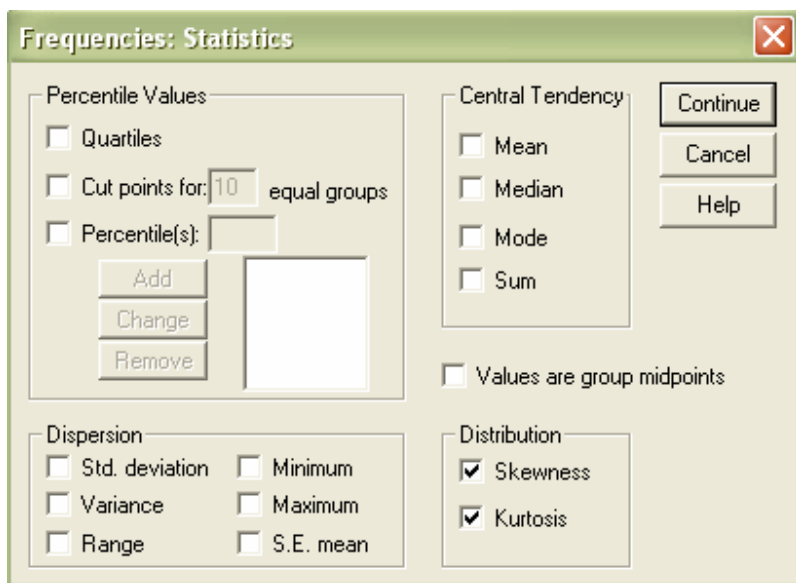 Frequencies: Statistics
Percentile Values
Quartiles
Cut points for: 10 equal groups
Percentile(s):
Add
Change
Remove
Central Tendency
Mean
Median
Mode
Sum
Continue
Cancel
Help
Values are group midpoints
Dispersion
Std. deviation Minimum
Variance Maximum
Range S.E. mean
Distribution
Skewness
Kurtosis